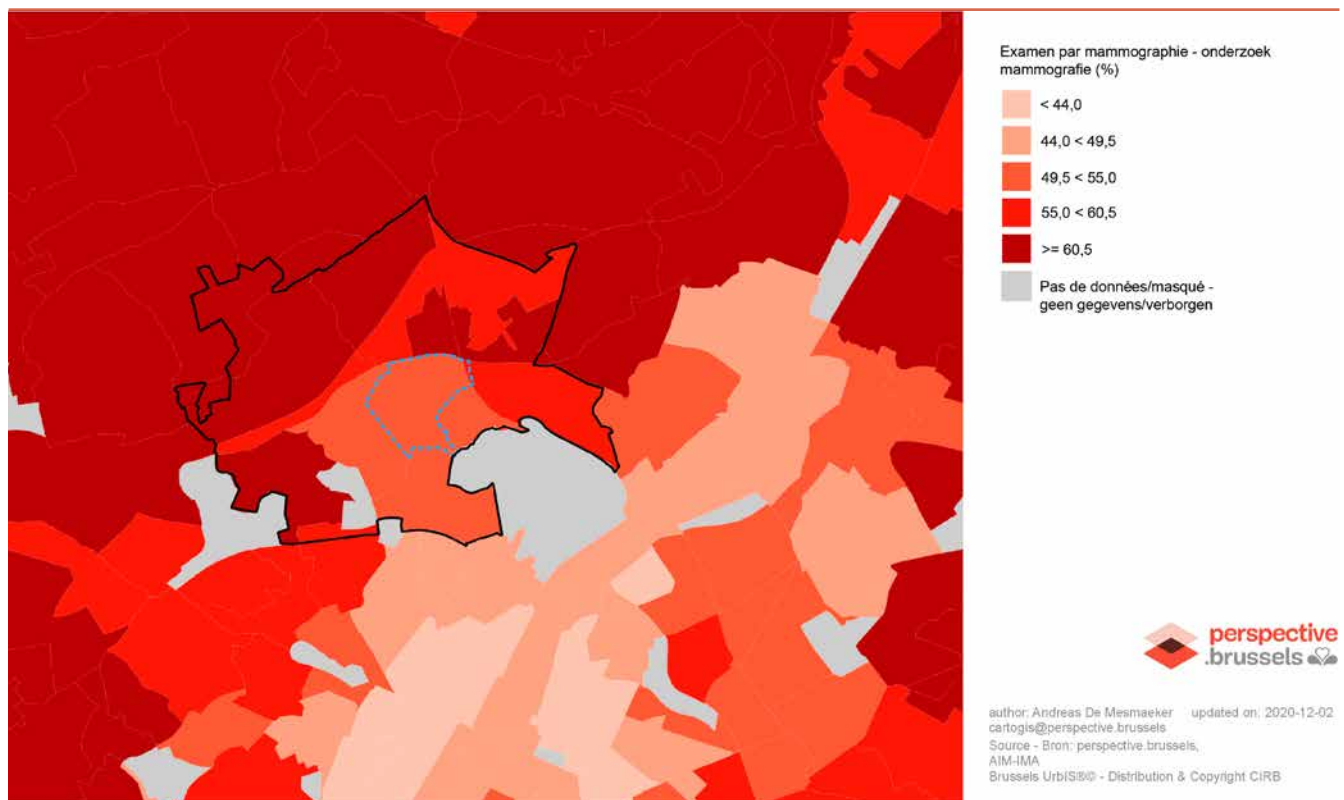 Examen par mammographie - onderzoek
mammografie (%)
< 44,0
44,0 < 49,5
49,5 < 55,0
55,0 < 60,5
>= 60,5
Pas de données/masqué -
geen gegevens/verborgen
perspective
.brussels
author: Andreas De Mesmaeker updated on: 2020-12-02
cartogis@perspective.brussels
Source - Bron: perspective.brussels,
AIM-IMA
Brussels UrbIS®© - Distribution & Copyright CIRB